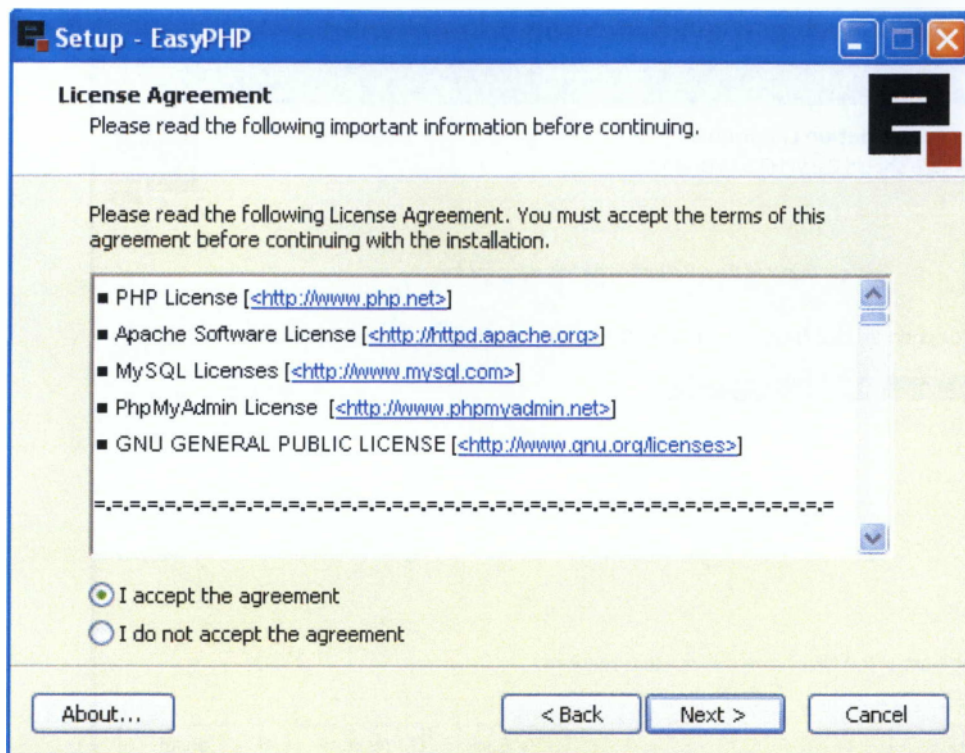 Setup - EasyPHP
License Agreement
Please read the following important information before continuing.
Please read the following License Agreement. You must accept the terms of this
agreement before continuing with the installation.
■ PHP License [<http://www.php.net>]
■ Apache Software License [<http://httpd.apache.org>]
■ MySQL Licenses [<http://www.mysql.com>]
■ PhpMyAdmin License [<http://www.phpmyadmin.net>]
■ GNU GENERAL PUBLIC LICENSE [<http://www.gnu.org/licenses>]
=.=.=.=.=.=.=.=.=.=.=.=.=.=.=.=.=.=.=.=.=.=.=.=.=.=.=.=.=.=.=.=.=.=.=.=.=.=.=.=.=.=.=
I accept the agreement
I do not accept the agreement
About...
< Back
Next >
Cancel